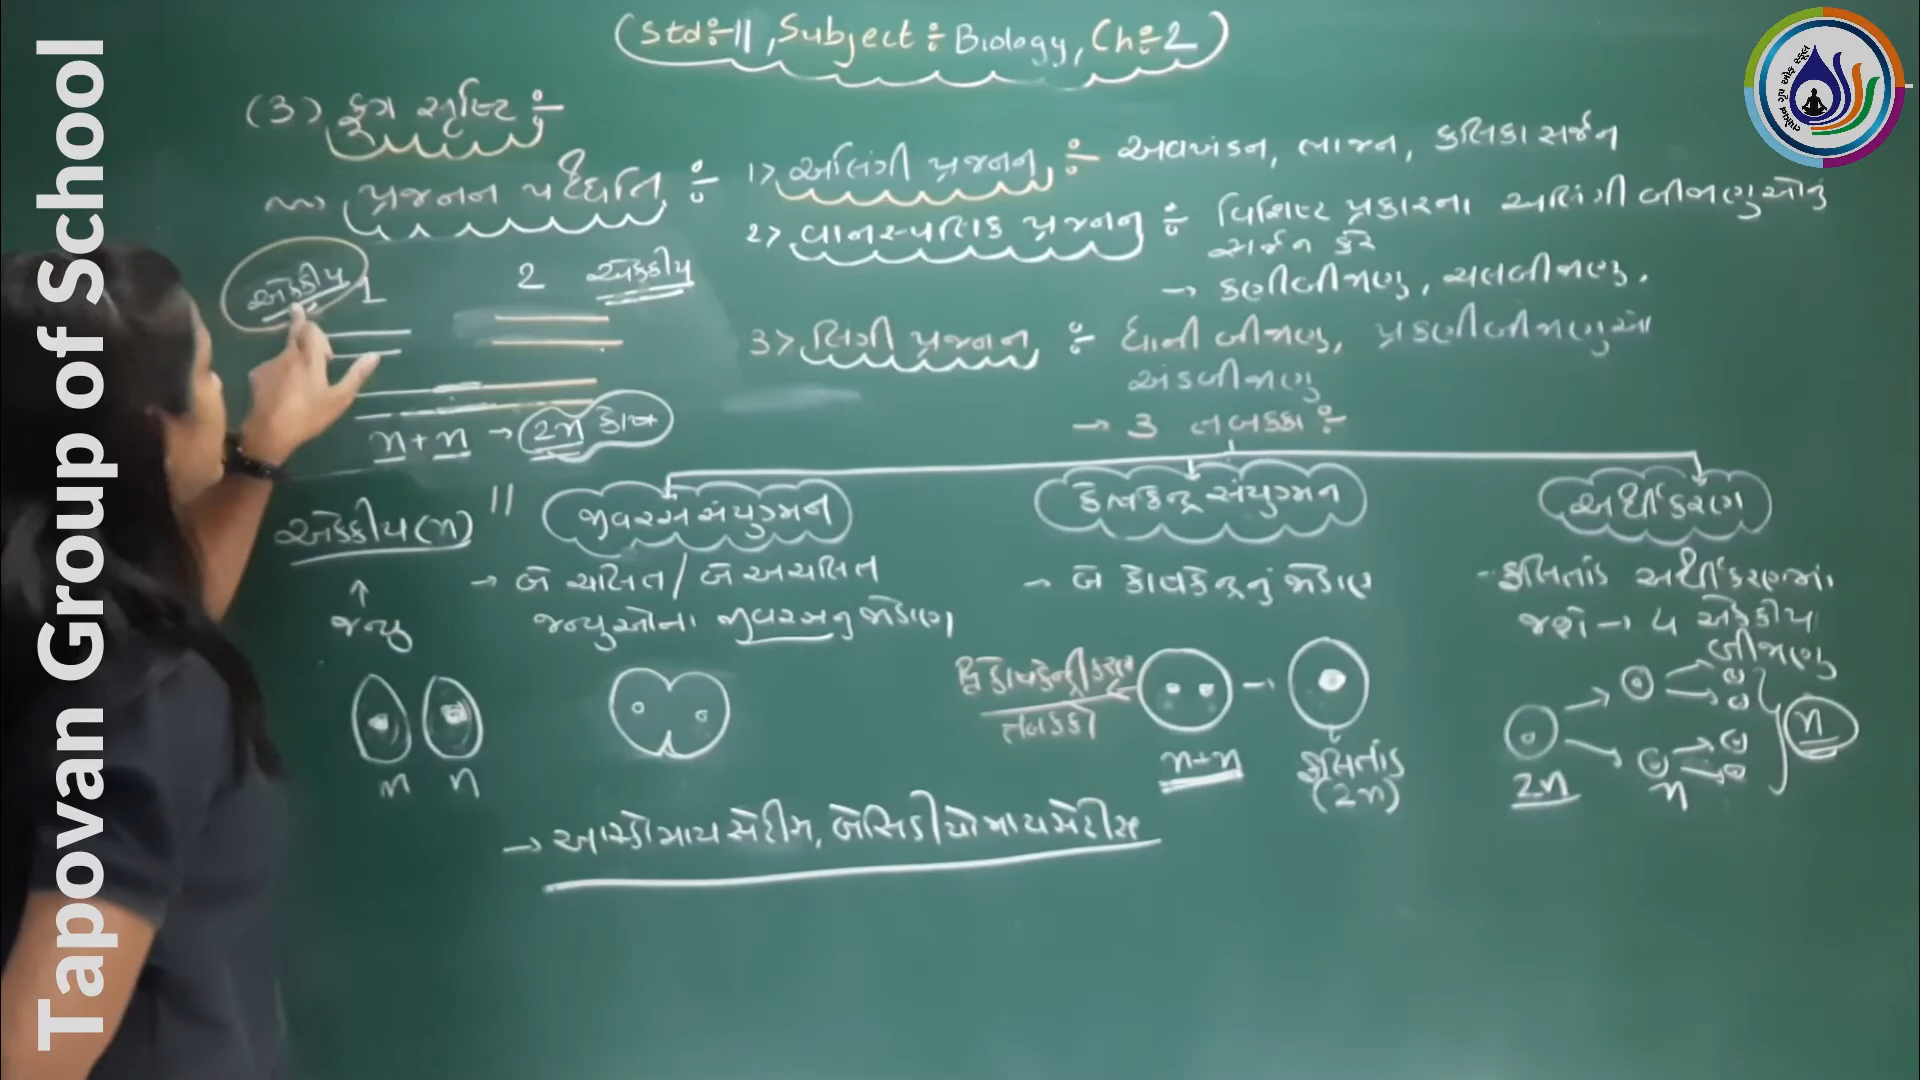 (Std ÷ 11, Subject ÷ Biology, Ch ÷ 2)
(3) ફૂગ સૃષ્ટિ ÷
પ્રજનન પદ્ધતિ ÷
1> અલિંગી પ્રજનન ÷ અવખંડન, ભાજન, કલિકા સર્જન
2> વાનસ્પતિક પ્રજનન ÷ વિશિષ્ટ પ્રકારના અલિંગી બીજાણુઓનું
સર્જન કરે
→ કણીબીજાણુ, ચલબીજાણુ.
3> લિંગી પ્રજનન ÷ ધાની બીજાણુ, પ્રકણીબીજાણુઓ
અંડબીજાણુ
→ 3 તબક્કા ÷
એકકીય 1
2 એકકીય
n + n → 2n કોષ
એકકીય (n)
↑
જન્યુ
n n
11
જીવરસ સંયુગ્મન
→ બે ચલિત / બે અચલિત
જન્યુઓના જીવરસનું જોડાણ
કોષકેન્દ્ર સંયુગ્મન
→ બે કોષકેન્દ્રનું જોડાણ
દ્વિકોષકેન્દ્રીકરણ
તબક્કો
n+n
ફલિતાંડ
(2n)
અર્ધીકરણ
- ફલિતાંડ અર્ધીકરણમાં
જશે → 4 એકકીય
બીજાણુ
2n
n
n
→ આસ્કોમાયસેટીસ, બેસિડીયોમાયસેટીસ
Tapovan Group of School